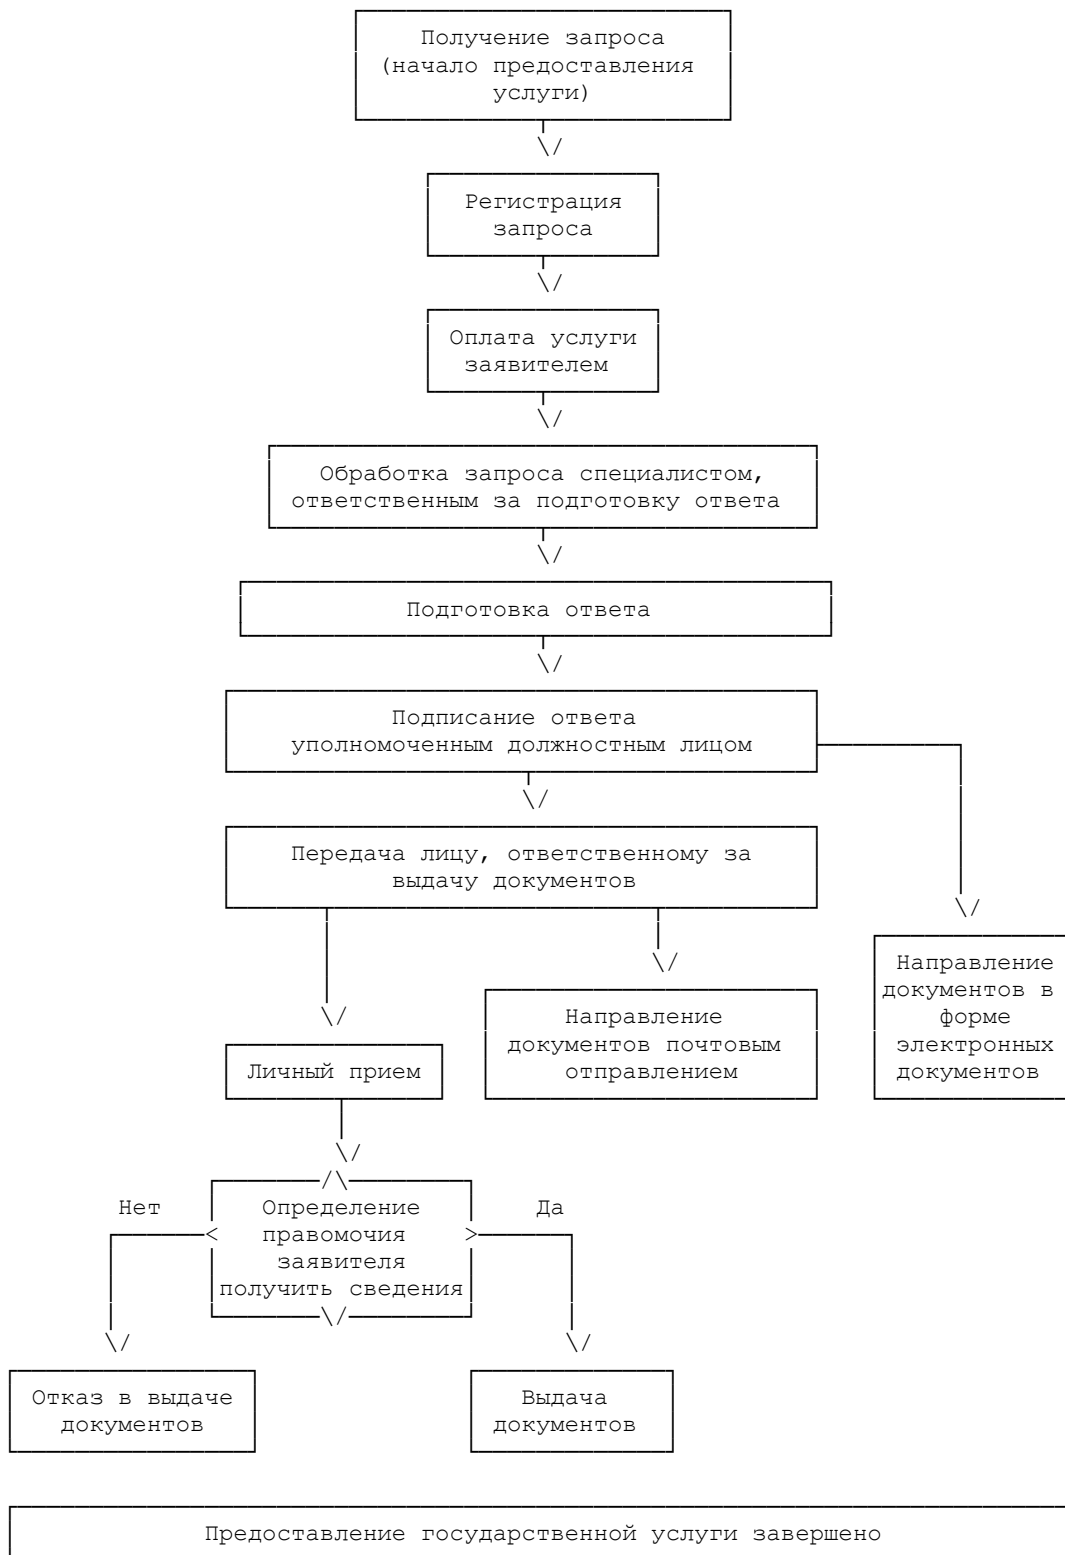 Получение запроса
(начало предоставления
услуги)
Регистрация
запроса
Оплата услуги
заявителем
Обработка запроса специалистом,
ответственным за подготовку ответа
Подготовка ответа
Подписание ответа
уполномоченным должностным лицом
Передача лицу, ответственному за
выдачу документов
Направление
документов в
форме
электронных
документов
Направление
документов почтовым
отправлением
Личный прием
Нет
Определение
правомочия
заявителя
получить сведения
Да
Отказ в выдаче
документов
Выдача
документов
Предоставление государственной услуги завершено